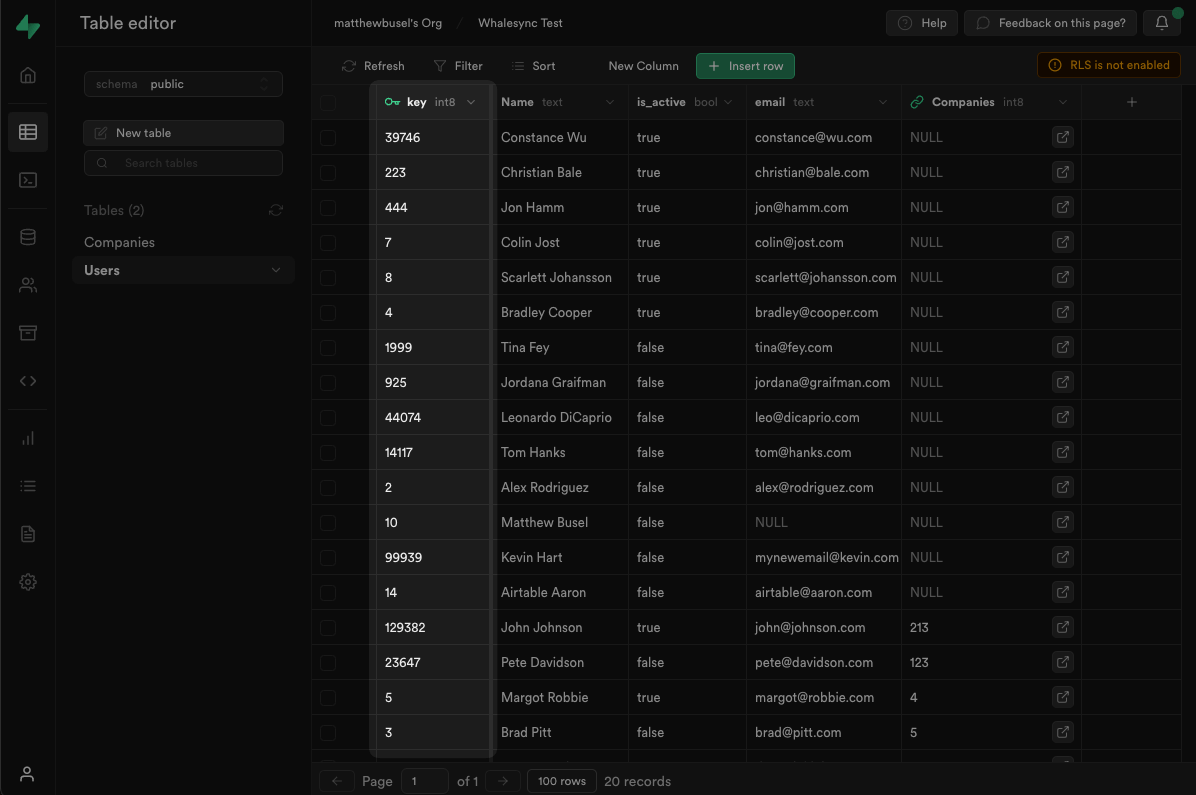 Table editor
matthewbusel's Org / Whalesync Test
Help
Feedback on this page?
schema public
New table
Search tables
Tables (2)
Companies
Users
Refresh Filter Sort New Column + Insert row RLS is not enabled
key int8 Name text is_active bool email text Companies int8 +
39746 Constance Wu true constance@wu.com NULL
223 Christian Bale true christian@bale.com NULL
444 Jon Hamm true jon@hamm.com NULL
7 Colin Jost true colin@jost.com NULL
8 Scarlett Johansson true scarlett@johansson.com NULL
4 Bradley Cooper true bradley@cooper.com NULL
1999 Tina Fey false tina@fey.com NULL
925 Jordana Graifman false jordana@graifman.com NULL
44074 Leonardo DiCaprio false leo@dicaprio.com NULL
14117 Tom Hanks false tom@hanks.com NULL
2 Alex Rodriguez false alex@rodriguez.com NULL
10 Matthew Busel false NULL NULL
99939 Kevin Hart false mynewemail@kevin.com NULL
14 Airtable Aaron false airtable@aaron.com NULL
129382 John Johnson true john@johnson.com 213
23647 Pete Davidson false pete@davidson.com 123
5 Margot Robbie true margot@robbie.com 4
3 Brad Pitt false brad@pitt.com 5
Page 1 of 1 100 rows 20 records